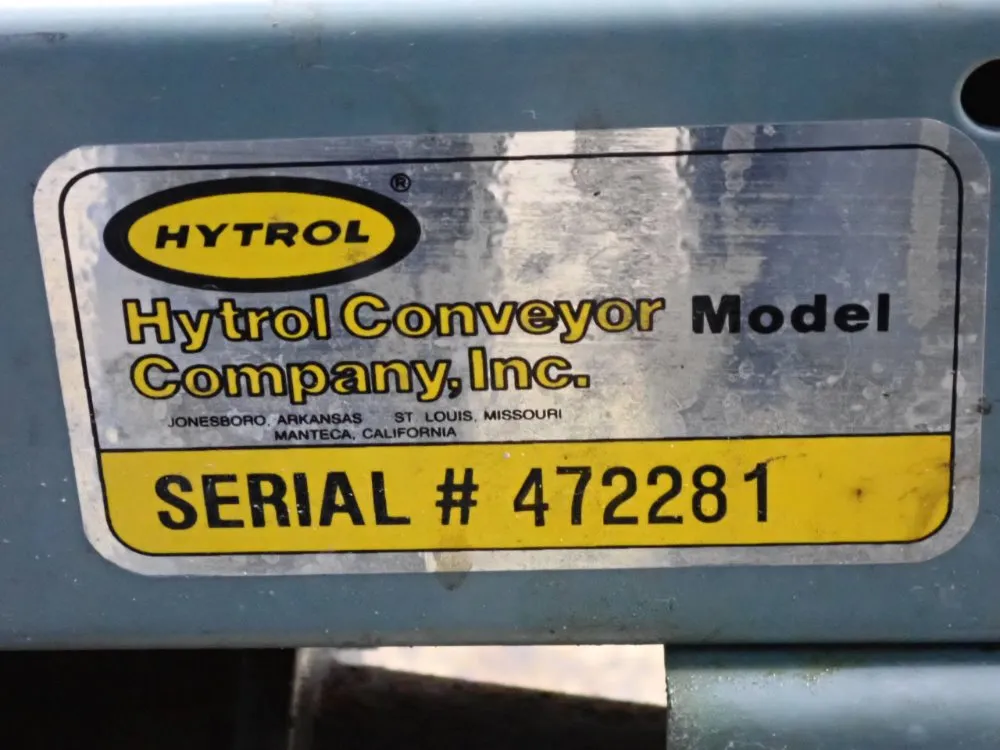 HYTROL ®
Hytrol Conveyor Model
Company, Inc.
JONESBORO, ARKANSAS ST LOUIS, MISSOURI
MANTECA, CALIFORNIA
SERIAL # 472281